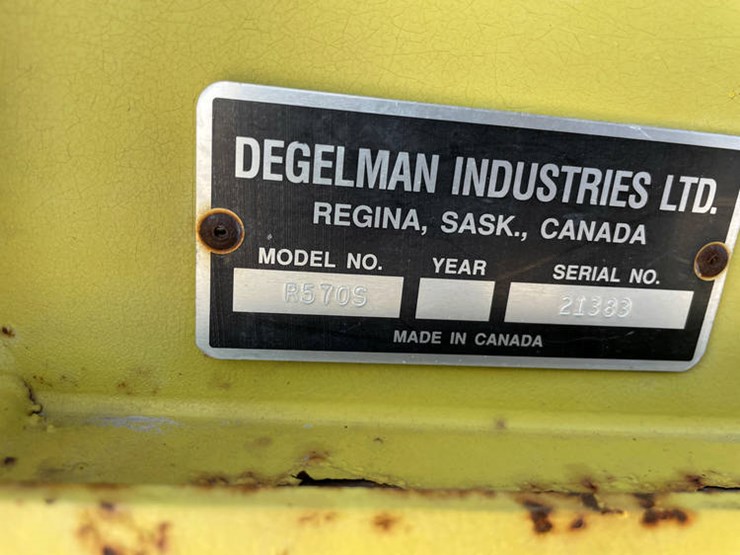 DEGELMAN INDUSTRIES LTD.
REGINA, SASK., CANADA
MODEL NO. YEAR SERIAL NO.
R570S 21383
MADE IN CANADA